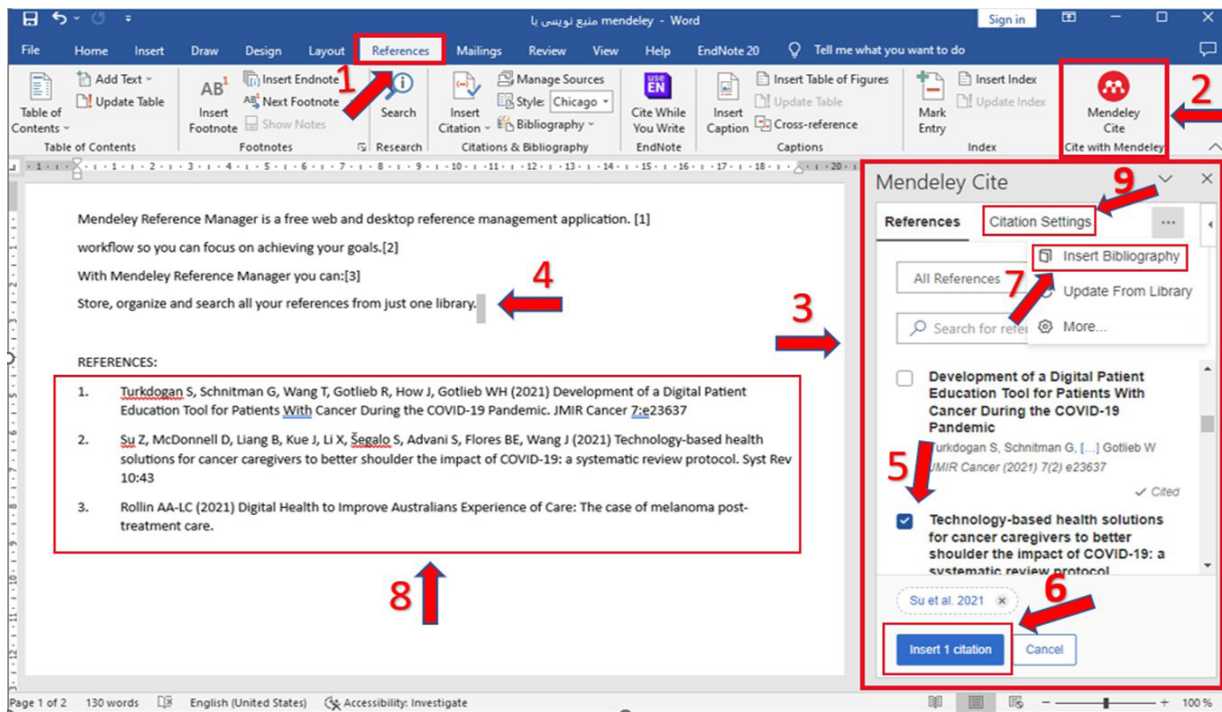 منبع نویسی با mendeley - Word
Sign in
File Home Insert Draw Design Layout References Mailings Review View Help EndNote 20 Tell me what you want to do
1
2
Table of Contents
Add Text
Update Table
Table of Contents
AB1
Insert Footnote
Insert Endnote
Next Footnote
Show Notes
Footnotes
Search
Research
Insert Citation
Manage Sources
Style: Chicago
Bibliography
Citations & Bibliography
use
EN
Cite While You Write
EndNote
Insert Caption
Insert Table of Figures
Update Table
Cross-reference
Captions
Mark Entry
Insert Index
Update Index
Index
Mendeley Cite
Cite with Mendeley
Mendeley Reference Manager is a free web and desktop reference management application. [1]
workflow so you can focus on achieving your goals.[2]
With Mendeley Reference Manager you can:[3]
Store, organize and search all your references from just one library.
4
REFERENCES:
1. Turkdogan S, Schnitman G, Wang T, Gotlieb R, How J, Gotlieb WH (2021) Development of a Digital Patient
Education Tool for Patients With Cancer During the COVID-19 Pandemic. JMIR Cancer 7:e23637
2. Su Z, McDonnell D, Liang B, Kue J, Li X, Šegalo S, Advani S, Flores BE, Wang J (2021) Technology-based health
solutions for cancer caregivers to better shoulder the impact of COVID-19: a systematic review protocol. Syst Rev
10:43
3. Rollin AA-LC (2021) Digital Health to Improve Australians Experience of Care: The case of melanoma post-
treatment care.
8
3
Mendeley Cite
9
References Citation Settings
Insert Bibliography
7
Update From Library
More...
All References
Search for refer
Development of a Digital Patient
Education Tool for Patients With
Cancer During the COVID-19
Pandemic
Turkdogan S, Schnitman G, [...] Gotlieb W
JMIR Cancer (2021) 7(2) e23637
Cited
5
Technology-based health solutions
for cancer caregivers to better
shoulder the impact of COVID-19: a
systematic review protocol
6
Su et al. 2021
Insert 1 citation
Cancel
Page 1 of 2 130 words English (United States) Accessibility: Investigate 100 %